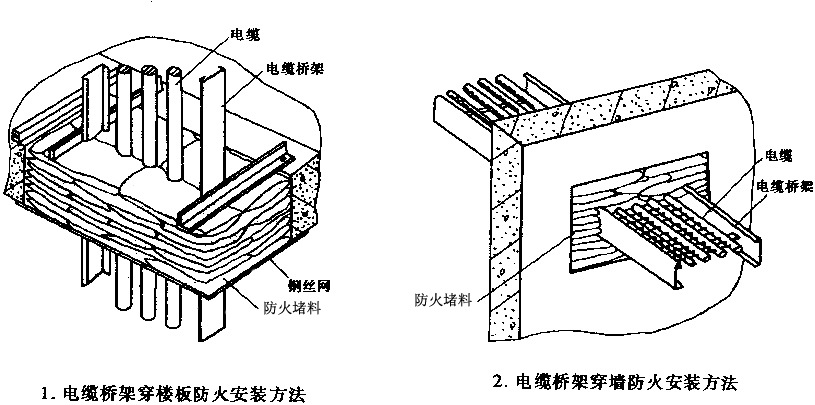 电缆
电缆桥架
钢丝网
防火堵料
1. 电缆桥架穿楼板防火安装方法
电缆
电缆桥架
防火堵料
2. 电缆桥架穿墙防火安装方法